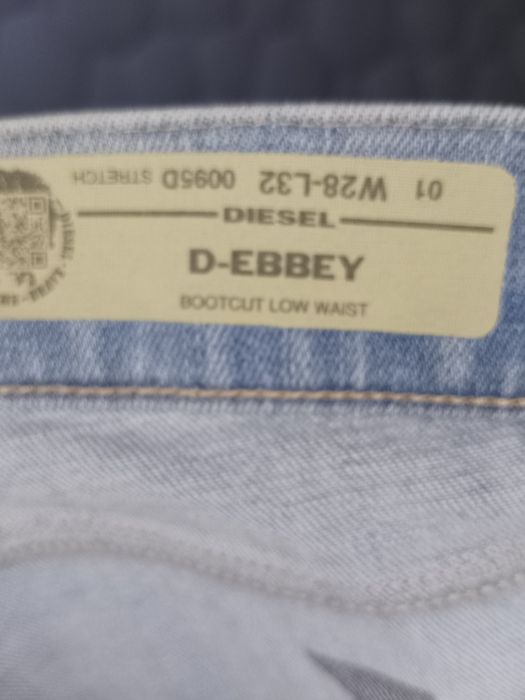 01 W28-L32 0095D STRETCH
DIESEL
D-EBBEY
BOOTCUT LOW WAIST